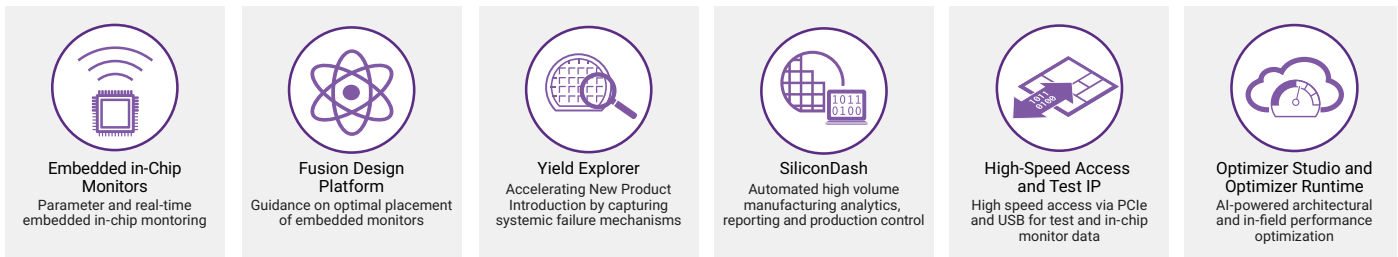 Embedded in-Chip
Monitors
Parameter and real-time
embedded in-chip montoring
Fusion Design
Platform
Guidance on optimal placement
of embedded monitors
Yield Explorer
Accelerating New Product
Introduction by capturing
systemic failure mechanisms
1011
0100
SiliconDash
Automated high volume
manufacturing analytics,
reporting and production control
1011
0100
High-Speed Access
and Test IP
High speed access via PCIe
and USB for test and in-chip
monitor data
Optimizer Studio and
Optimizer Runtime
AI-powered architectural
and in-field performance
optimization